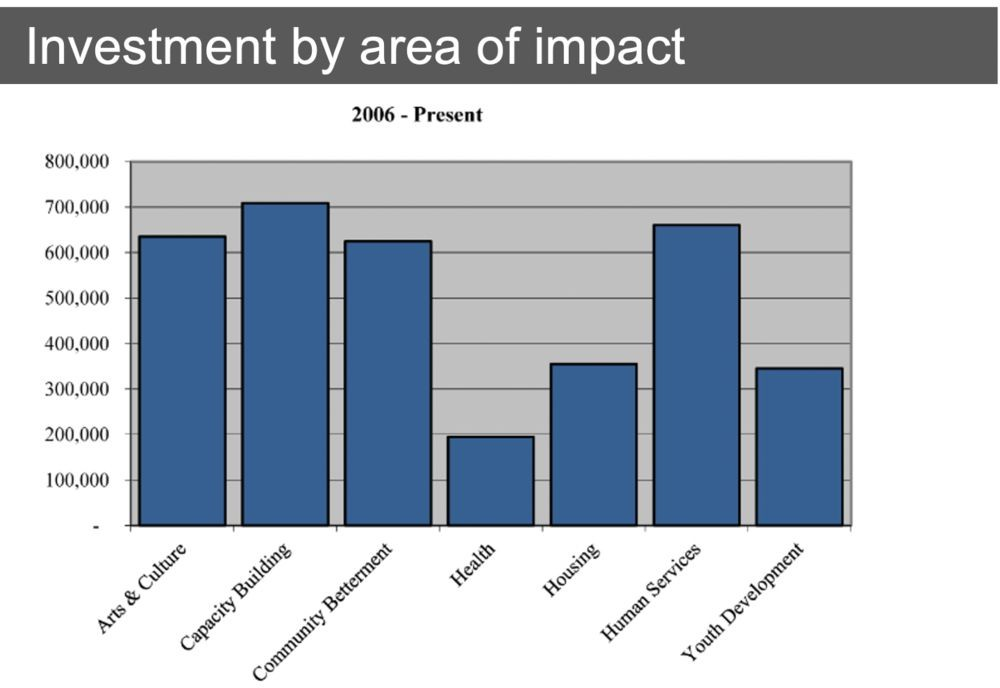 Investment by area of impact
2006 - Present
800,000
700,000
600,000
500,000
400,000
300,000
200,000
100,000
-
Arts & Culture
Capacity Building
Community Betterment
Health
Housing
Human Services
Youth Development